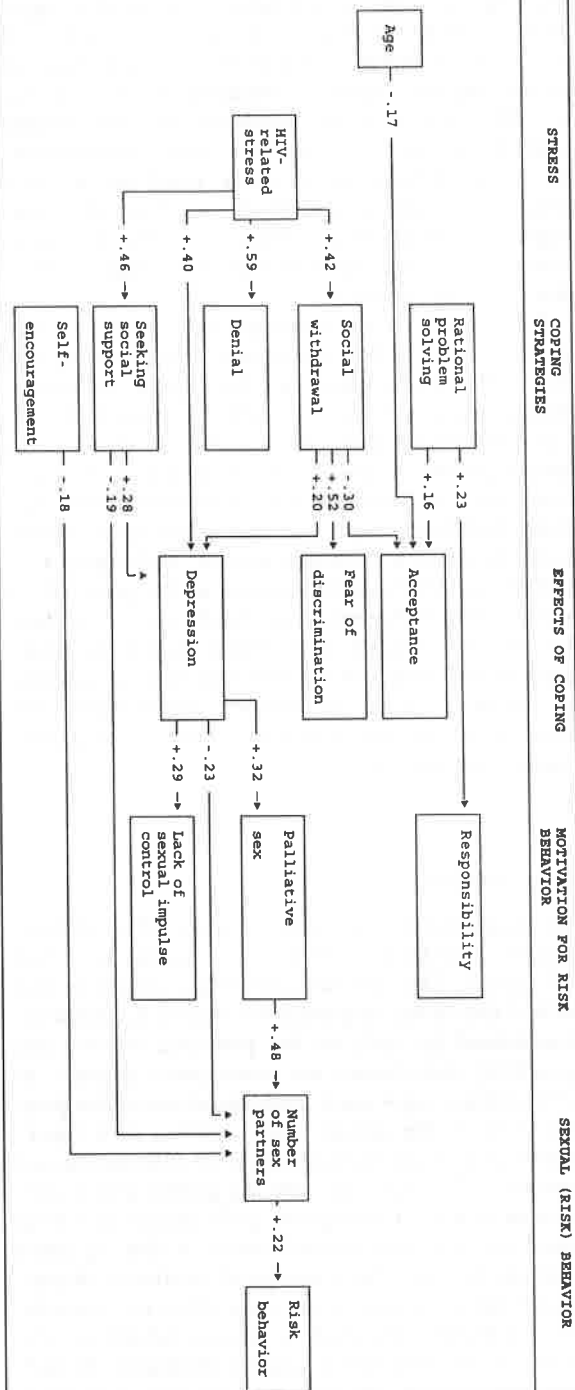 STRESS
COPING
STRATEGIES
EFFECTS OF COPING
MOTIVATION FOR RISK
BEHAVIOR
SEXUAL (RISK) BEHAVIOR
Age
-.17
Rational
problem
solving
+.23
+.16
Responsibility
Acceptance
HIV-
related
stress
+.42
+.59
+.40
+.46
Social
withdrawal
-.30
+.52
+.20
Fear of
discrimination
Denial
Depression
+.32
-.23
+.29
Palliative
sex
+.48
Number
of sex
partners
+.22
Risk
behavior
Lack of
sexual impulse
control
Seeking
social
support
+.28
-.19
Self-
encouragement
-.18